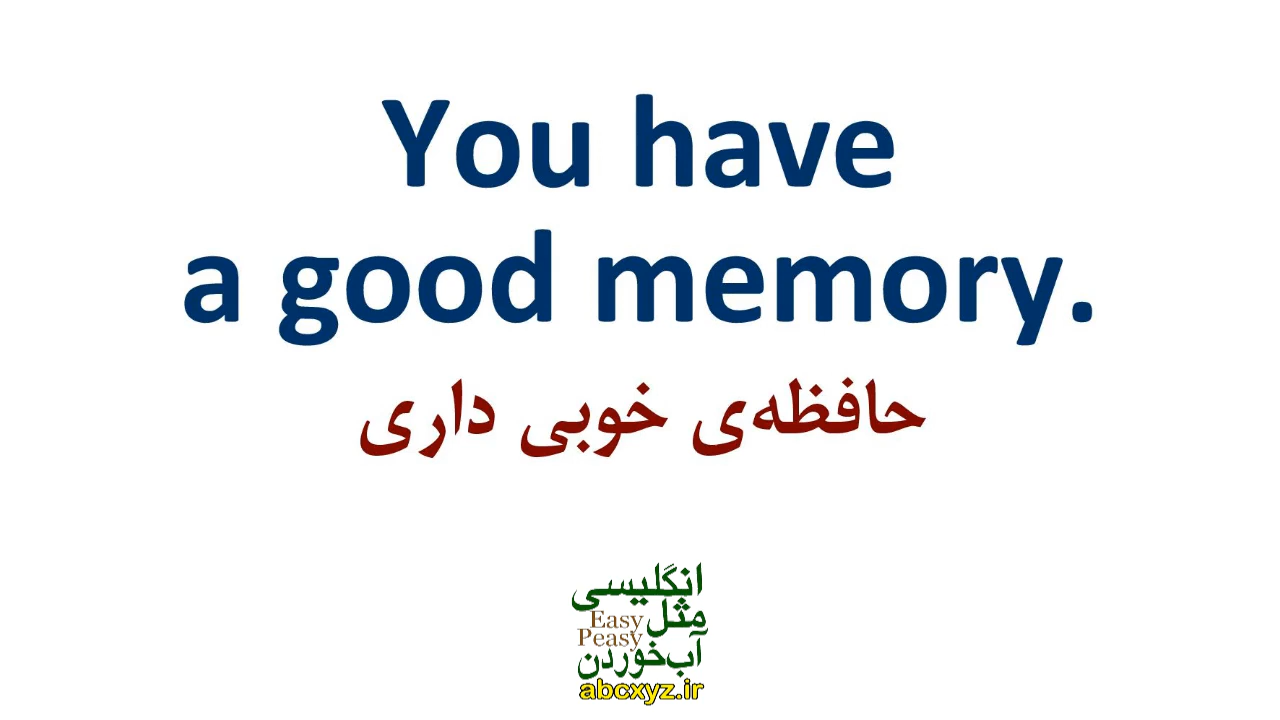 You have
a good memory.
حافظه‌ی خوبی داری
انگلیسی
مثل Easy
Peasy
آب‌خوردن
abcxyz.ir